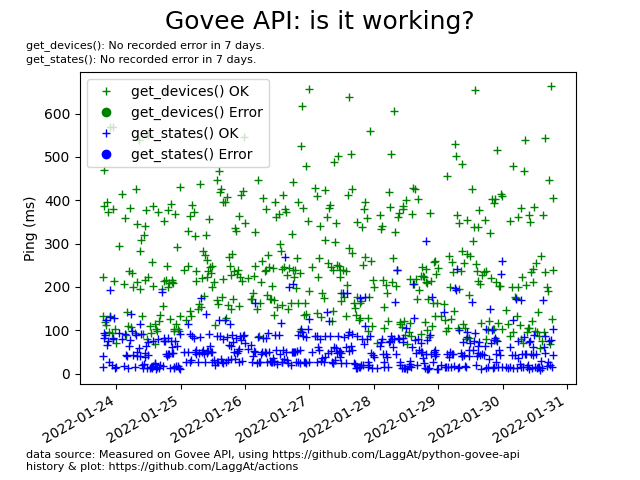 Govee API: is it working?
get_devices(): No recorded error in 7 days.
get_states(): No recorded error in 7 days.
get_devices() OK
get_devices() Error
get_states() OK
get_states() Error
Ping (ms)
600
500
400
300
200
100
0
2022-01-24
2022-01-25
2022-01-26
2022-01-27
2022-01-28
2022-01-29
2022-01-30
2022-01-31
data source: Measured on Govee API, using https://github.com/LaggAt/python-govee-api
history & plot: https://github.com/LaggAt/actions